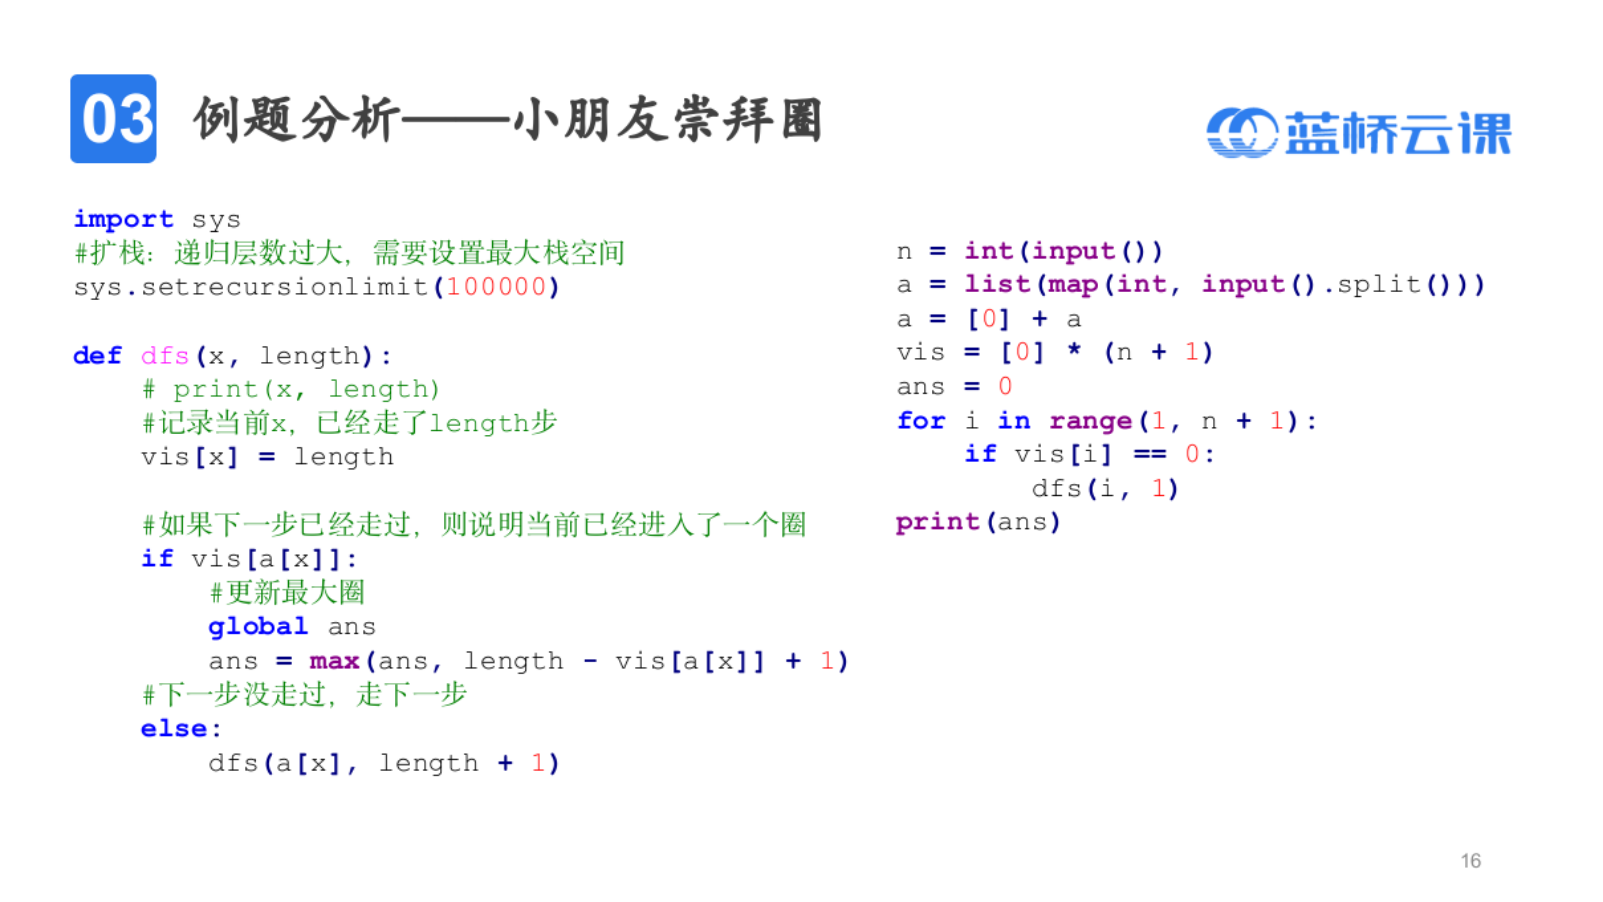 03
例题分析——小朋友崇拜圈
蓝桥云课
import sys
#扩栈：递归层数过大，需要设置最大栈空间
sys.setrecursionlimit(100000)
def dfs(x, length):
    # print(x, length)
    #记录当前x，已经走了length步
    vis[x] = length
    #如果下一步已经走过，则说明当前已经进入了一个圈
    if vis[a[x]]:
        #更新最大圈
        global ans
        ans = max(ans, length - vis[a[x]] + 1)
    #下一步没走过，走下一步
    else:
        dfs(a[x], length + 1)
n = int(input())
a = list(map(int, input().split()))
a = [0] + a
vis = [0] * (n + 1)
ans = 0
for i in range(1, n + 1):
    if vis[i] == 0:
        dfs(i, 1)
print(ans)
16